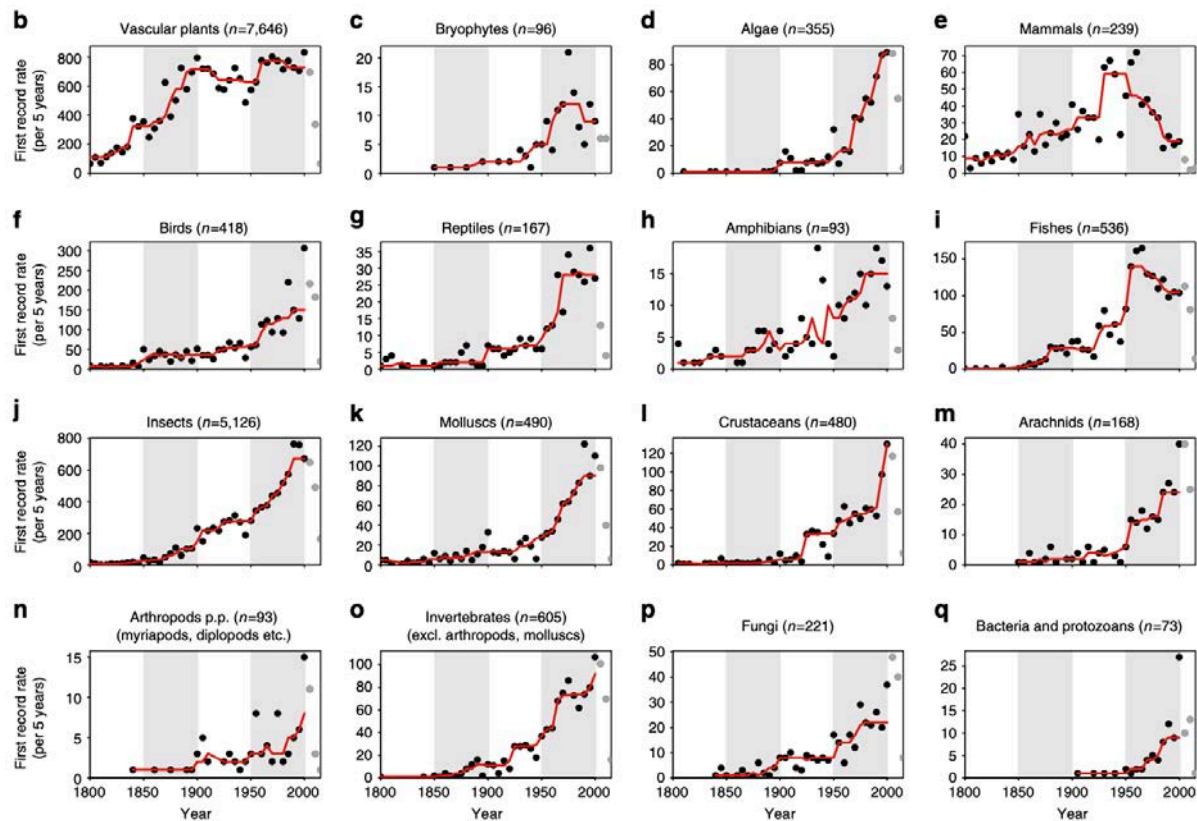 b Vascular plants (n=7,646)
First record rate
(per 5 years)
800
600
400
200
0
c Bryophytes (n=96)
20
15
10
5
0
d Algae (n=355)
80
60
40
20
0
e Mammals (n=239)
70
60
50
40
30
20
10
0
f Birds (n=418)
First record rate
(per 5 years)
300
250
200
150
100
50
0
g Reptiles (n=167)
35
30
25
20
15
10
5
0
h Amphibians (n=93)
15
10
5
0
i Fishes (n=536)
150
100
50
0
j Insects (n=5,126)
First record rate
(per 5 years)
800
600
400
200
0
k Molluscs (n=490)
120
100
80
60
40
20
0
l Crustaceans (n=480)
120
100
80
60
40
20
0
m Arachnids (n=168)
40
30
20
10
0
n Arthropods p.p. (n=93)
(myriapods, diplopods etc.)
First record rate
(per 5 years)
15
10
5
0
1800 1850 1900 1950 2000
Year
o Invertebrates (n=605)
(excl. arthropods, molluscs)
100
80
60
40
20
0
1800 1850 1900 1950 2000
Year
p Fungi (n=221)
50
40
30
20
10
0
1800 1850 1900 1950 2000
Year
q Bacteria and protozoans (n=73)
25
20
15
10
5
0
1800 1850 1900 1950 2000
Year